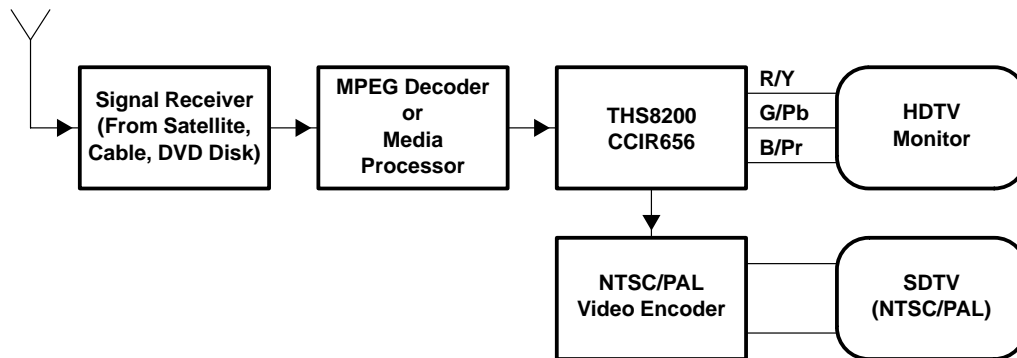 Signal Receiver
(From Satellite,
Cable, DVD Disk)
MPEG Decoder
or
Media
Processor
THS8200
CCIR656
R/Y
G/Pb
B/Pr
HDTV
Monitor
NTSC/PAL
Video Encoder
SDTV
(NTSC/PAL)